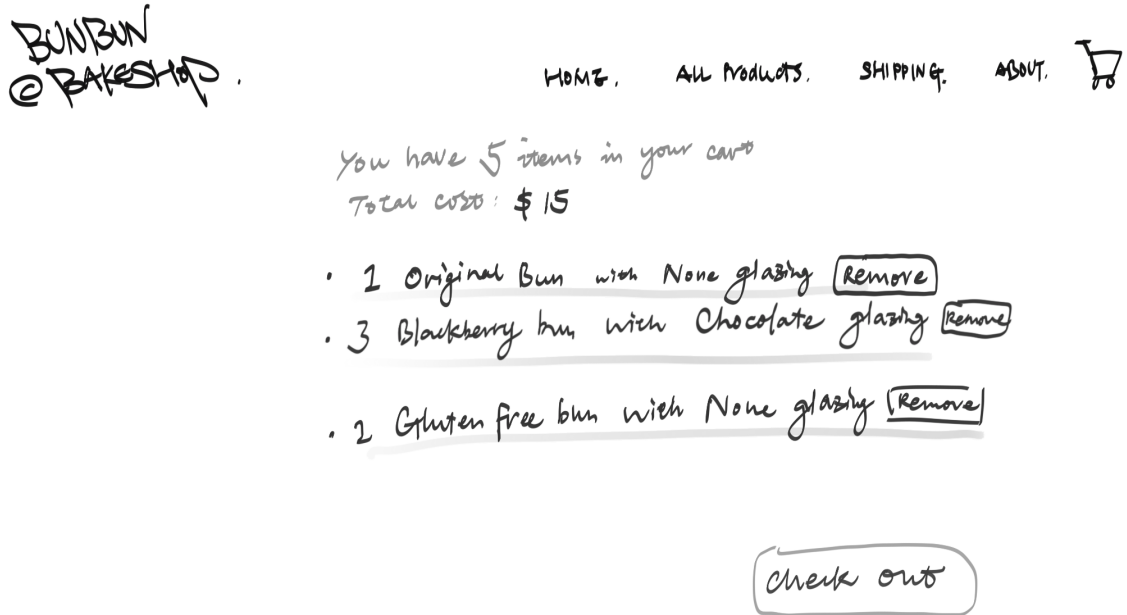 BUNBUN
@BAKESHOP.
HOME. ALL Products. SHIPPING. ABOUT.
You have 5 items in your cart
Total cost: $15
• 1 Original Bun with None glazing Remove
• 3 Blackberry bun with Chocolate glazing Remove
• 1 Gluten free bun with None glazing Remove
check out